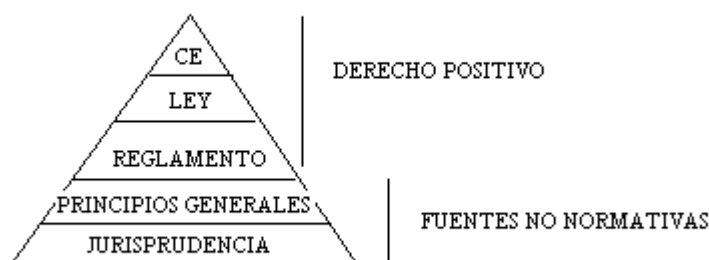 CE
DERECHO POSITIVO
LEY
REGLAMENTO
PRINCIPIOS GENERALES
FUENTES NO NORMATIVAS
JURISPRUDENCIA